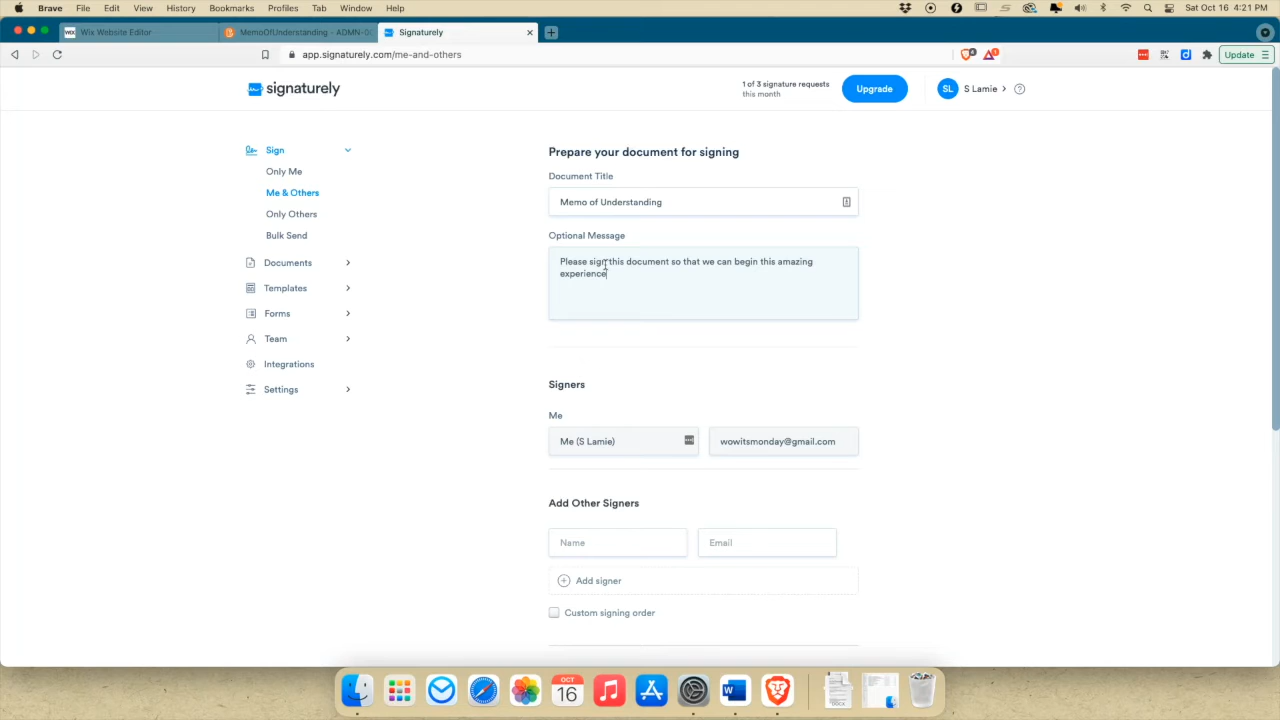 Brave File Edit View History Bookmarks Profiles Tab Window Help Sat Oct 16 4:21 PM
WIX Wix Website Editor MemoOfUnderstanding - ADMN-00 Signaturely
app.signaturely.com/me-and-others Update
signaturely
1 of 3 signature requests
this month
Upgrade
SL S Lamie
Sign
Only Me
Me & Others
Only Others
Bulk Send
Documents
Templates
Forms
Team
Integrations
Settings
Prepare your document for signing
Document Title
Memo of Understanding
Optional Message
Please sign this document so that we can begin this amazing
experience
Signers
Me
Me (S Lamie) wowitsmonday@gmail.com
Add Other Signers
Name Email
Add signer
Custom signing order
OCT
16